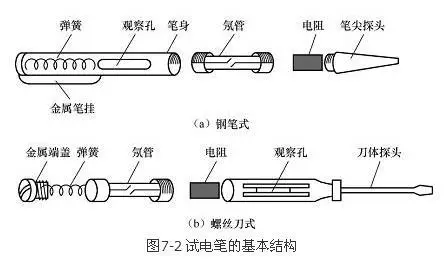 弹簧 观察孔 笔身 氖管 电阻 笔尖探头
金属笔挂
(a) 钢笔式
金属端盖 弹簧 氖管 电阻 观察孔 刀体探头
(b) 螺丝刀式
图7-2 试电笔的基本结构